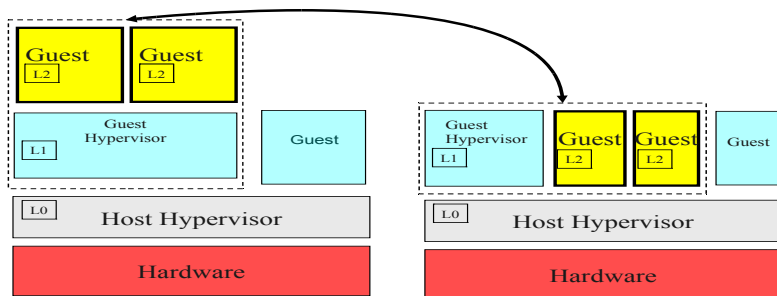 Guest
L2
Guest
L2
Guest
Hypervisor
L1
Guest
L0
Host Hypervisor
Hardware
Guest
Hypervisor
L1
Guest
L2
Guest
L2
Guest
L0
Host Hypervisor
Hardware